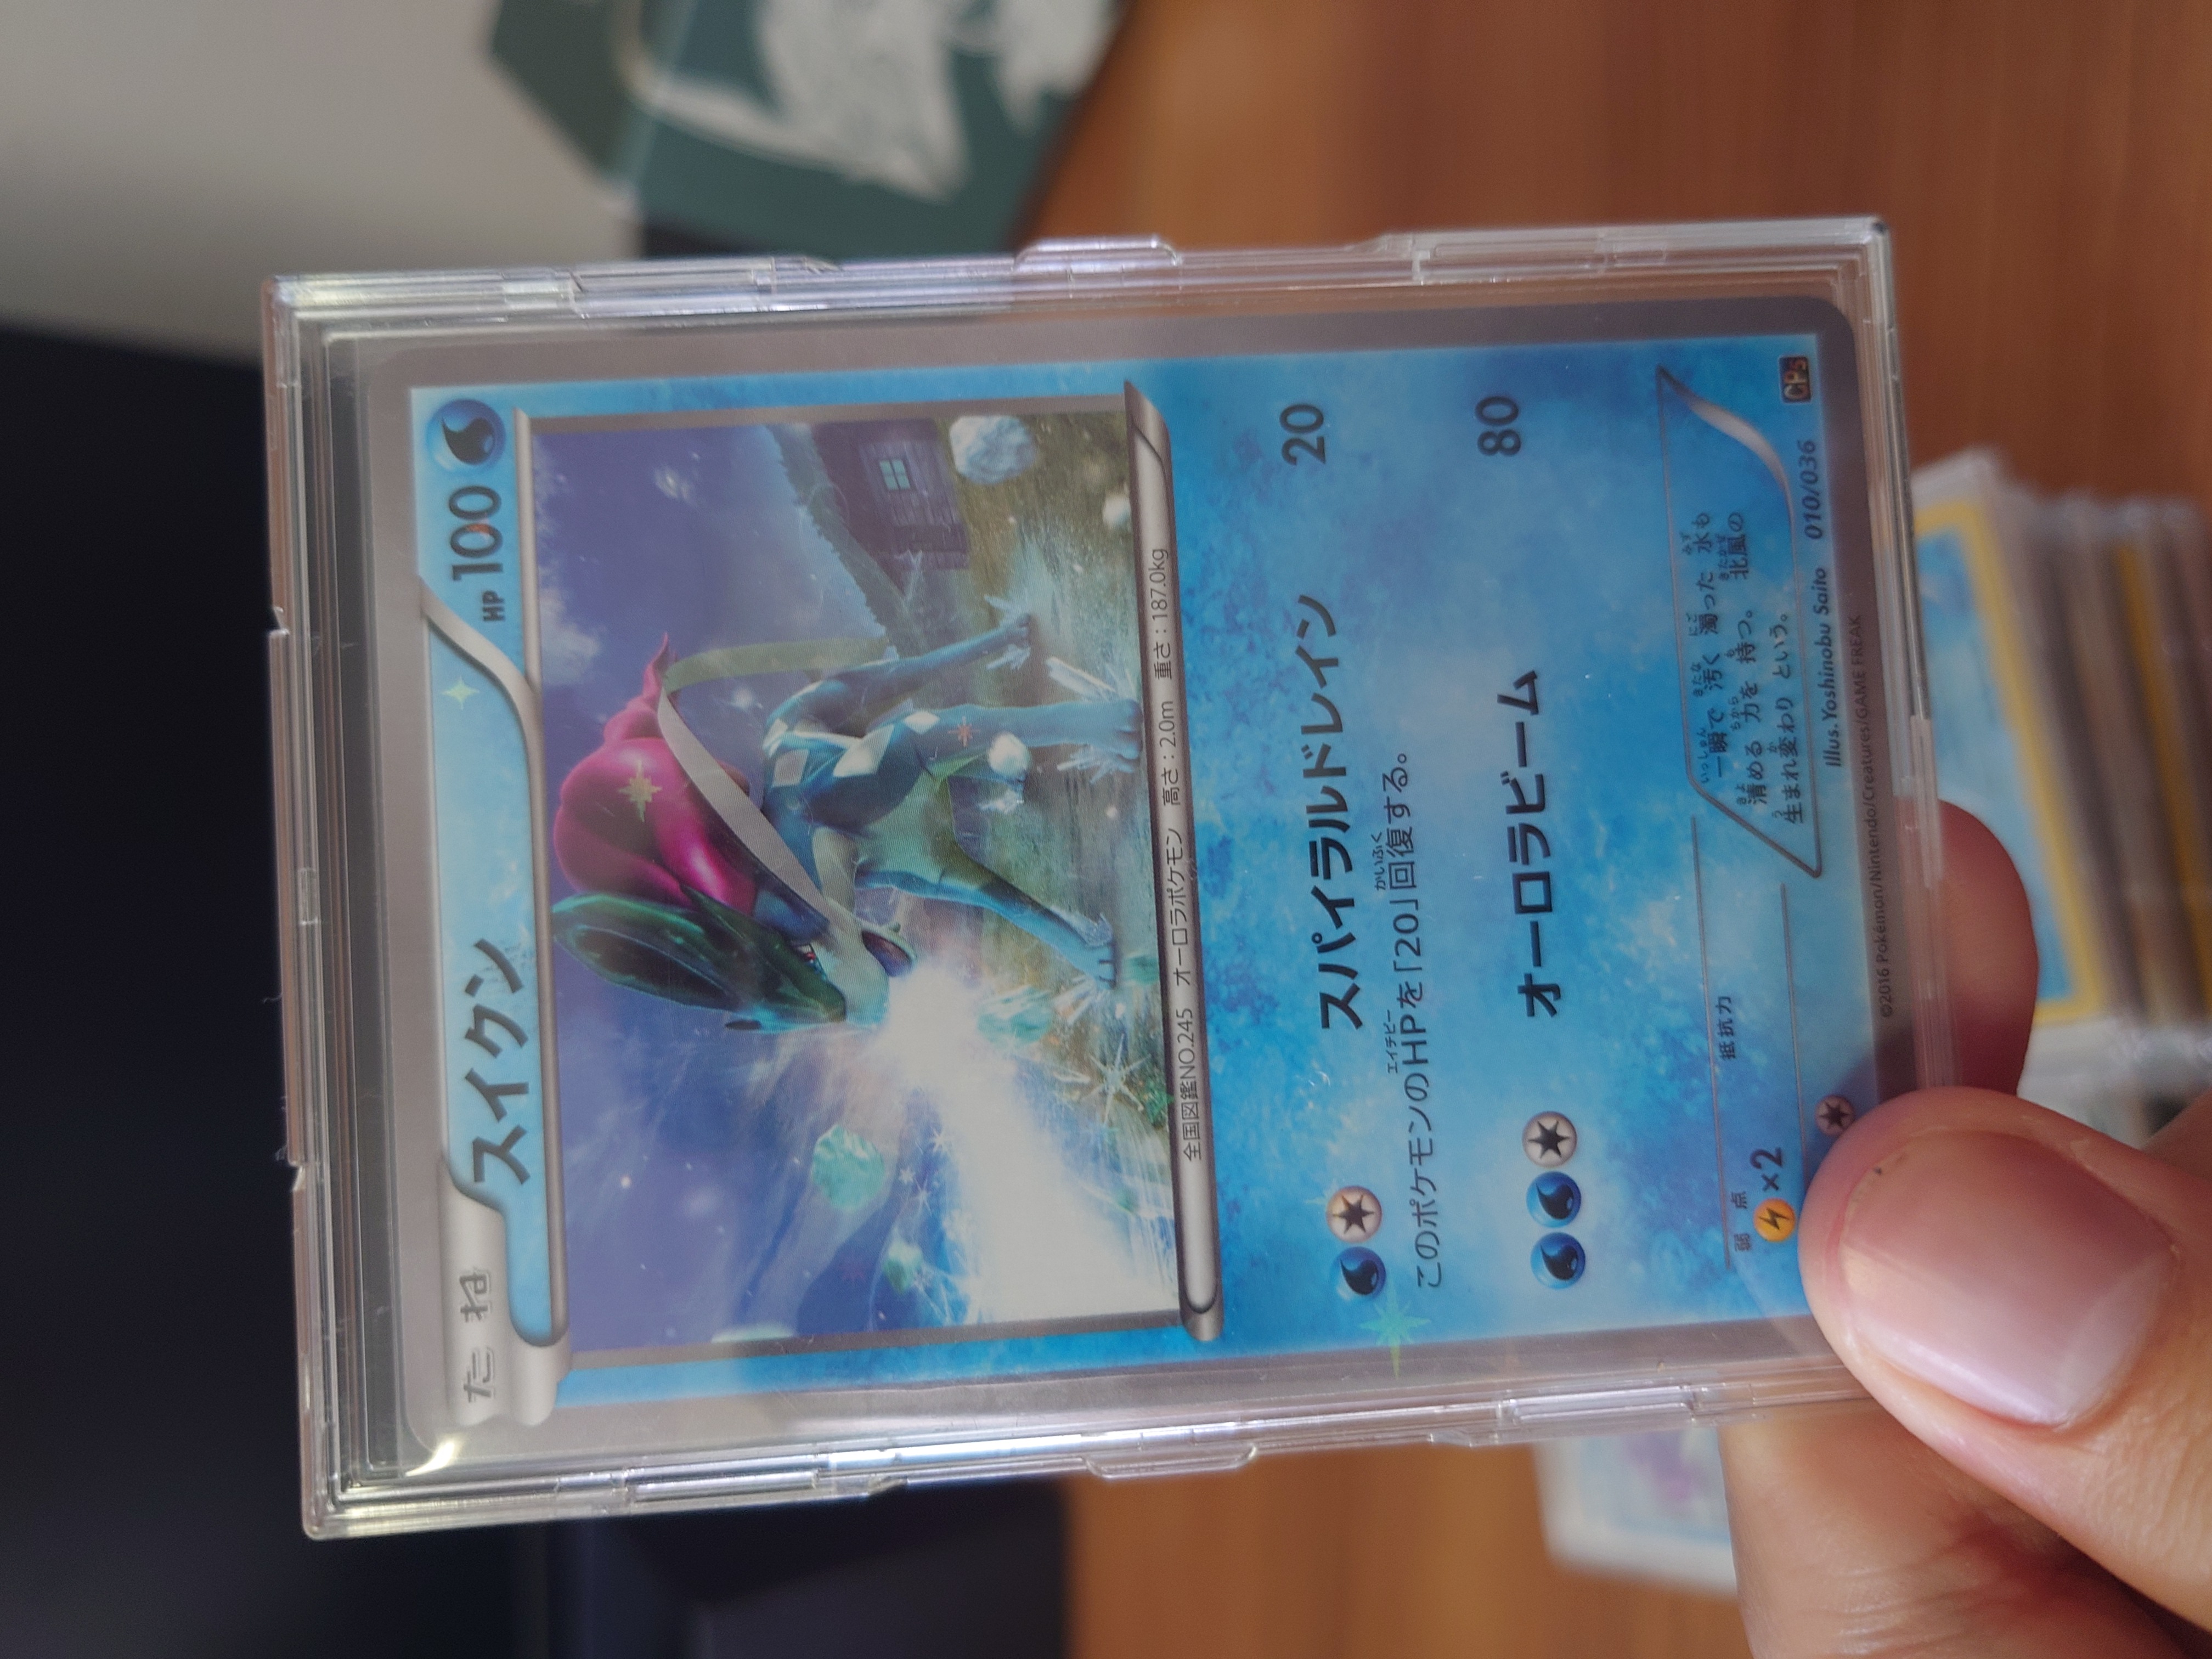 たね スイクン HP 100
全国図鑑NO.245 オーロラポケモン 高さ:2.0m 重さ:187.0kg
スパイラルドレイン 20
エイチピー かいふく
このポケモンのHPを「20」回復する。
オーロラビーム 80
弱点 抵抗力
×2
いっしゅん きたな にご みず
一瞬で 汚く 濁った 水も
きよ ちから も きたかぜ
清める 力を 持つ。 北風の
う か
生まれ変わり という。
Illus.Yoshinobu Saito 010/036 CP5
©2016 Pokémon/Nintendo/Creatures/GAME FREAK